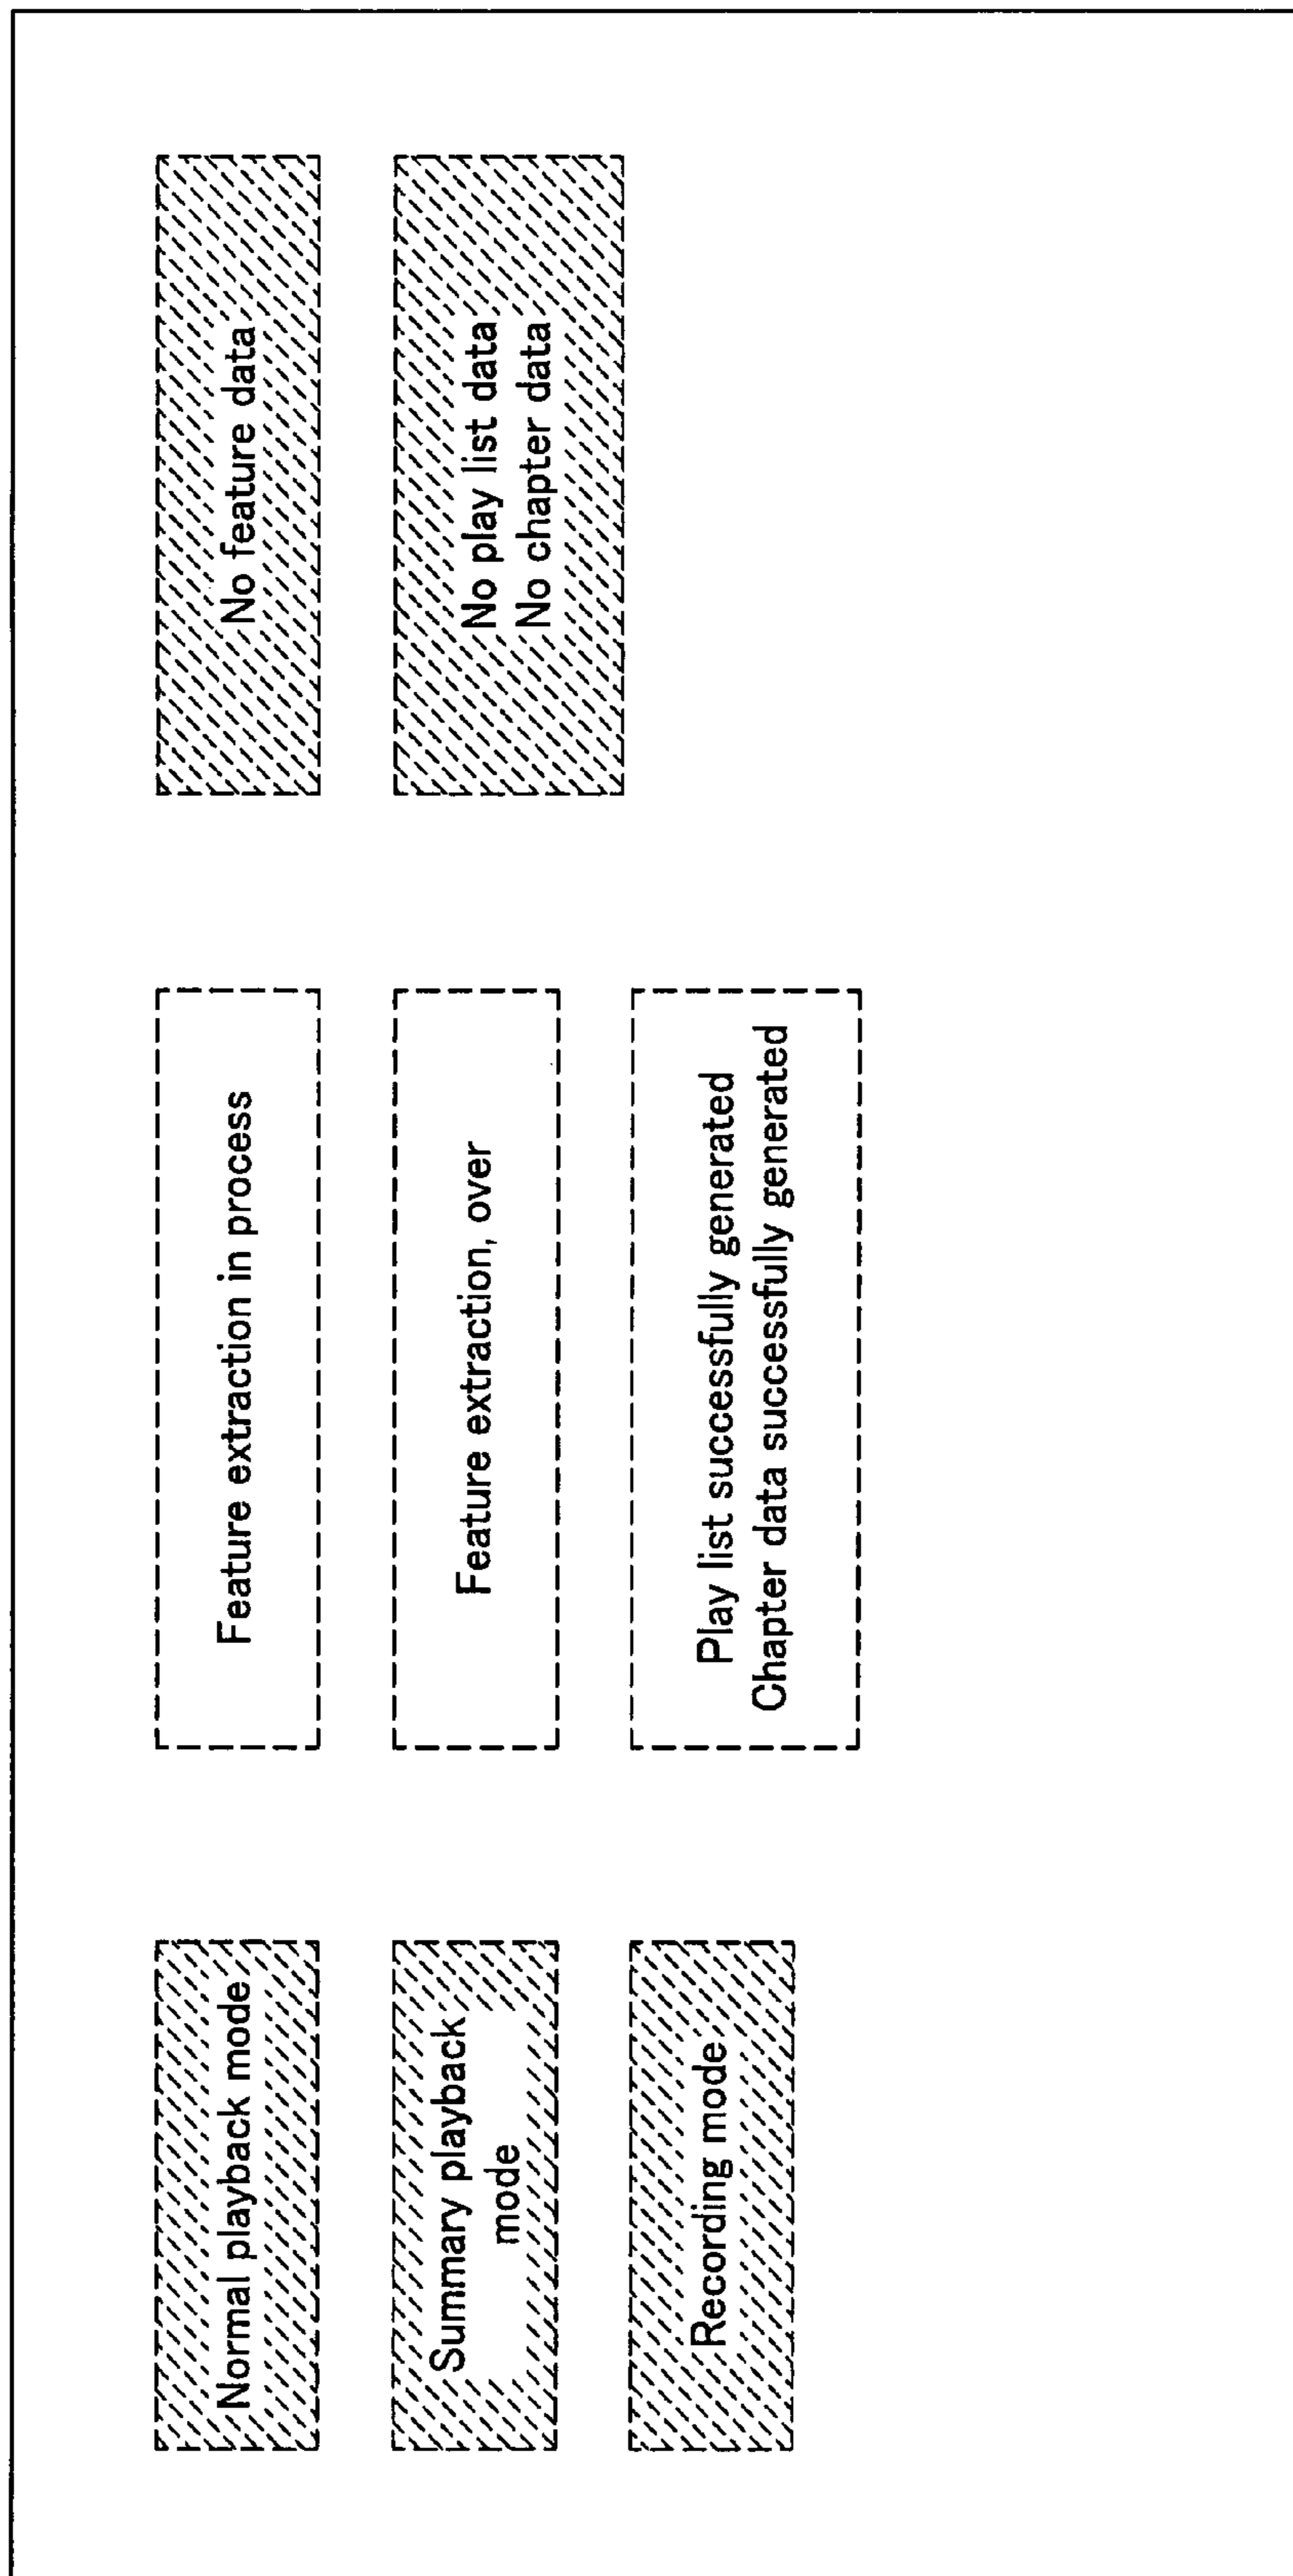 Normal playback mode
Summary playback
mode
Recording mode
Feature extraction in process
Feature extraction, over
Play list successfully generated
Chapter data successfully generated
No feature data
No play list data
No chapter data